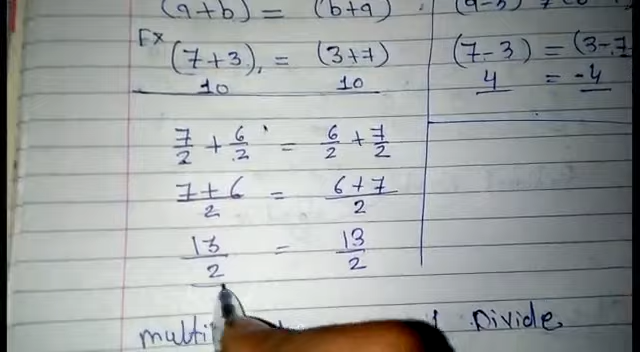 (a+b) = (b+a)
Ex (7+3) = (3+7)
10 10
7/2 + 6/2 = 6/2 + 7/2
7+6/2 = 6+7/2
13/2 = 13/2
(7-3) = (3-7
4 = -4
Divide